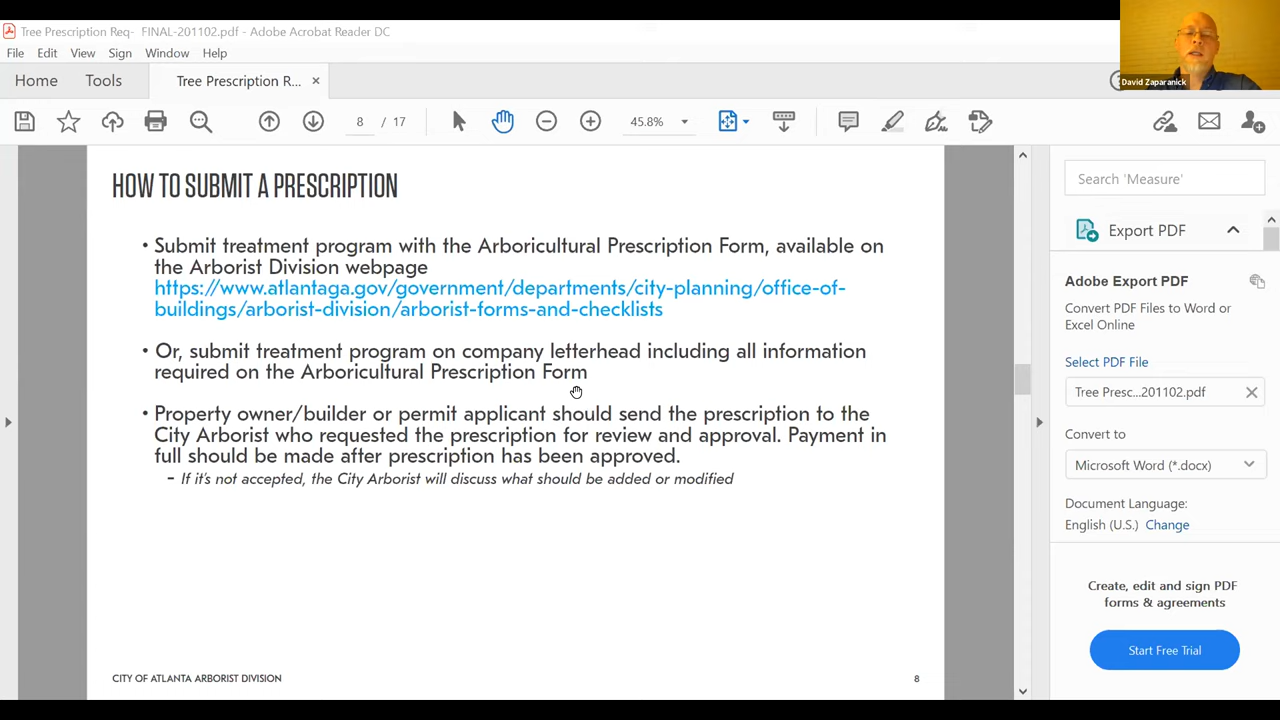 Tree Prescription Req- FINAL-201102.pdf - Adobe Acrobat Reader DC
File Edit View Sign Window Help
Home Tools Tree Prescription R... ×
8 / 17 45.8%
David Zaparanick
HOW TO SUBMIT A PRESCRIPTION
• Submit treatment program with the Arboricultural Prescription Form, available on
the Arborist Division webpage
https://www.atlantaga.gov/government/departments/city-planning/office-of-
buildings/arborist-division/arborist-forms-and-checklists
• Or, submit treatment program on company letterhead including all information
required on the Arboricultural Prescription Form
• Property owner/builder or permit applicant should send the prescription to the
City Arborist who requested the prescription for review and approval. Payment in
full should be made after prescription has been approved.
- If it's not accepted, the City Arborist will discuss what should be added or modified
CITY OF ATLANTA ARBORIST DIVISION 8
Search 'Measure'
Export PDF
Adobe Export PDF
Convert PDF Files to Word or
Excel Online
Select PDF File
Tree Presc...201102.pdf
Convert to
Microsoft Word (*.docx)
Document Language:
English (U.S.) Change
Create, edit and sign PDF
forms & agreements
Start Free Trial